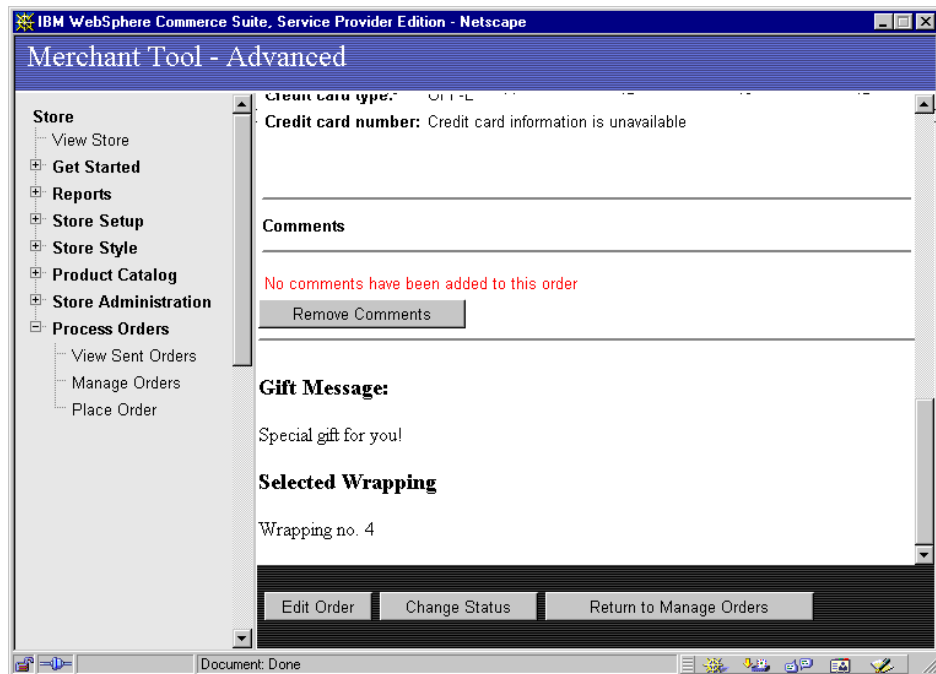 IBM WebSphere Commerce Suite, Service Provider Edition - Netscape
Merchant Tool - Advanced
Store
View Store
Get Started
Reports
Store Setup
Store Style
Product Catalog
Store Administration
Process Orders
View Sent Orders
Manage Orders
Place Order
Credit card type:
Credit card number: Credit card information is unavailable
Comments
No comments have been added to this order
Remove Comments
Gift Message:
Special gift for you!
Selected Wrapping
Wrapping no. 4
Edit Order Change Status Return to Manage Orders
Document: Done